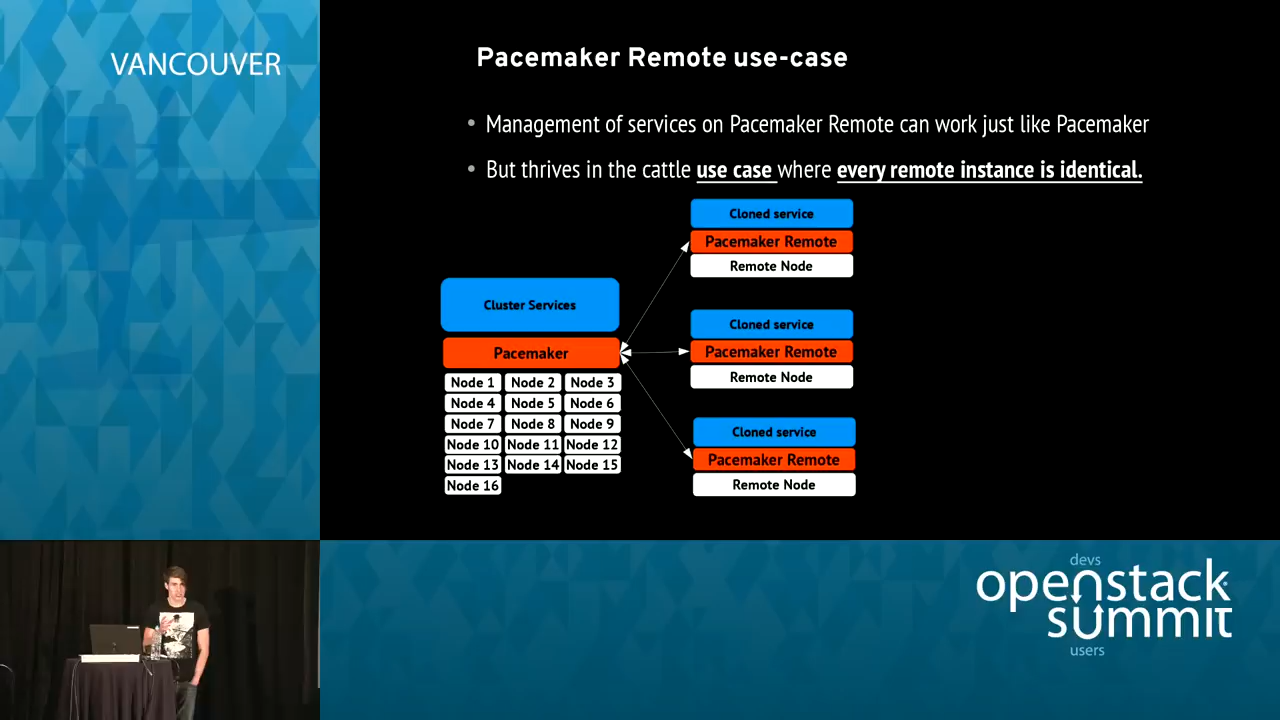 VANCOUVER
Pacemaker Remote use-case
• Management of services on Pacemaker Remote can work just like Pacemaker
• But thrives in the cattle use case where every remote instance is identical.
Cloned service
Pacemaker Remote
Remote Node
Cluster Services
Pacemaker
Node 1 Node 2 Node 3
Node 4 Node 5 Node 6
Node 7 Node 8 Node 9
Node 10 Node 11 Node 12
Node 13 Node 14 Node 15
Node 16
Cloned service
Pacemaker Remote
Remote Node
Cloned service
Pacemaker Remote
Remote Node
devs
openstack
summit
users